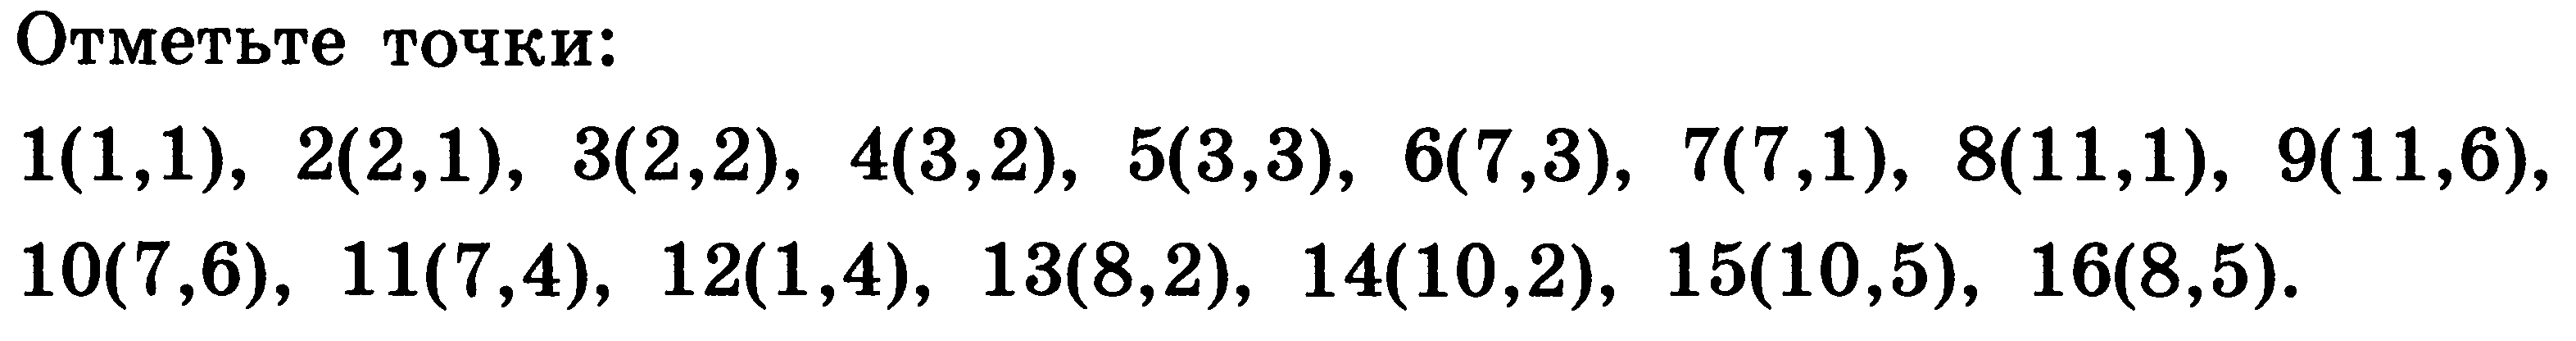 Отметьте точки:
1(1,1), 2(2,1), 3(2,2), 4(3,2), 5(3,3), 6(7,3), 7(7,1), 8(11,1), 9(11,6),
10(7,6), 11(7,4), 12(1,4), 13(8,2), 14(10,2), 15(10,5), 16(8,5).